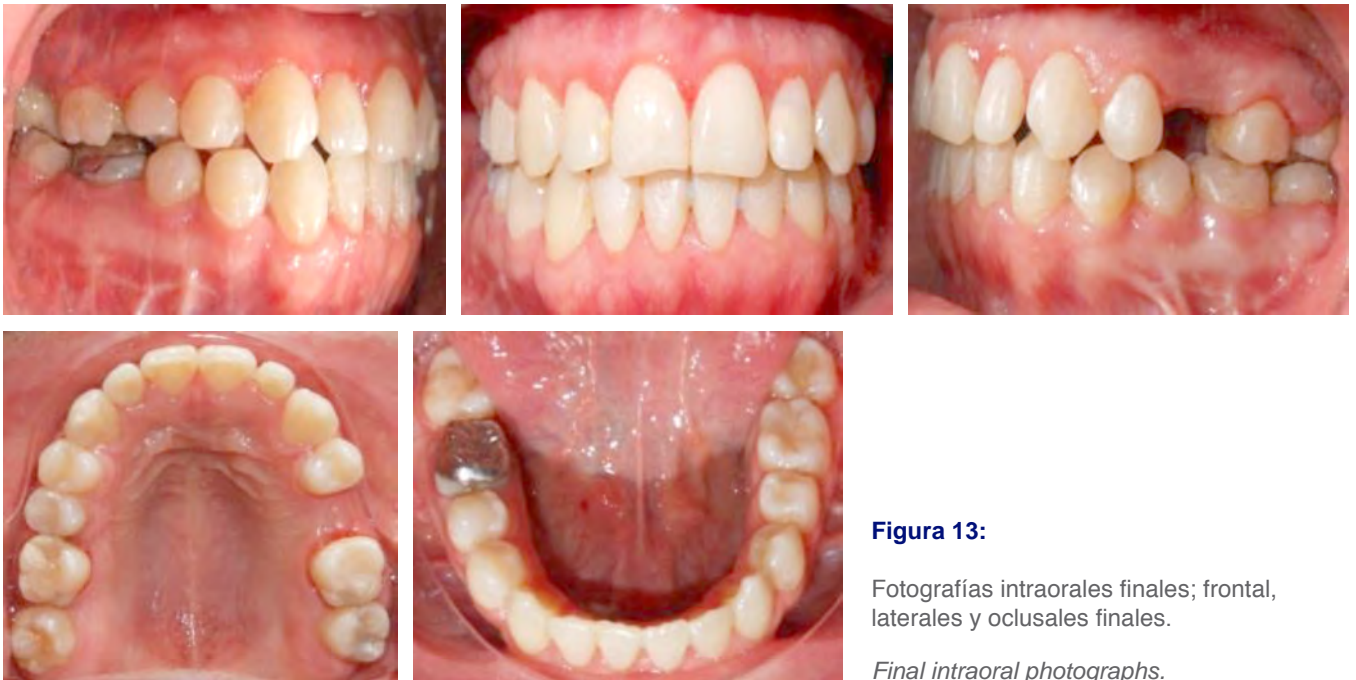 Figura 13:
Fotografías intraorales finales; frontal,
laterales y oclusales finales.
Final intraoral photographs.